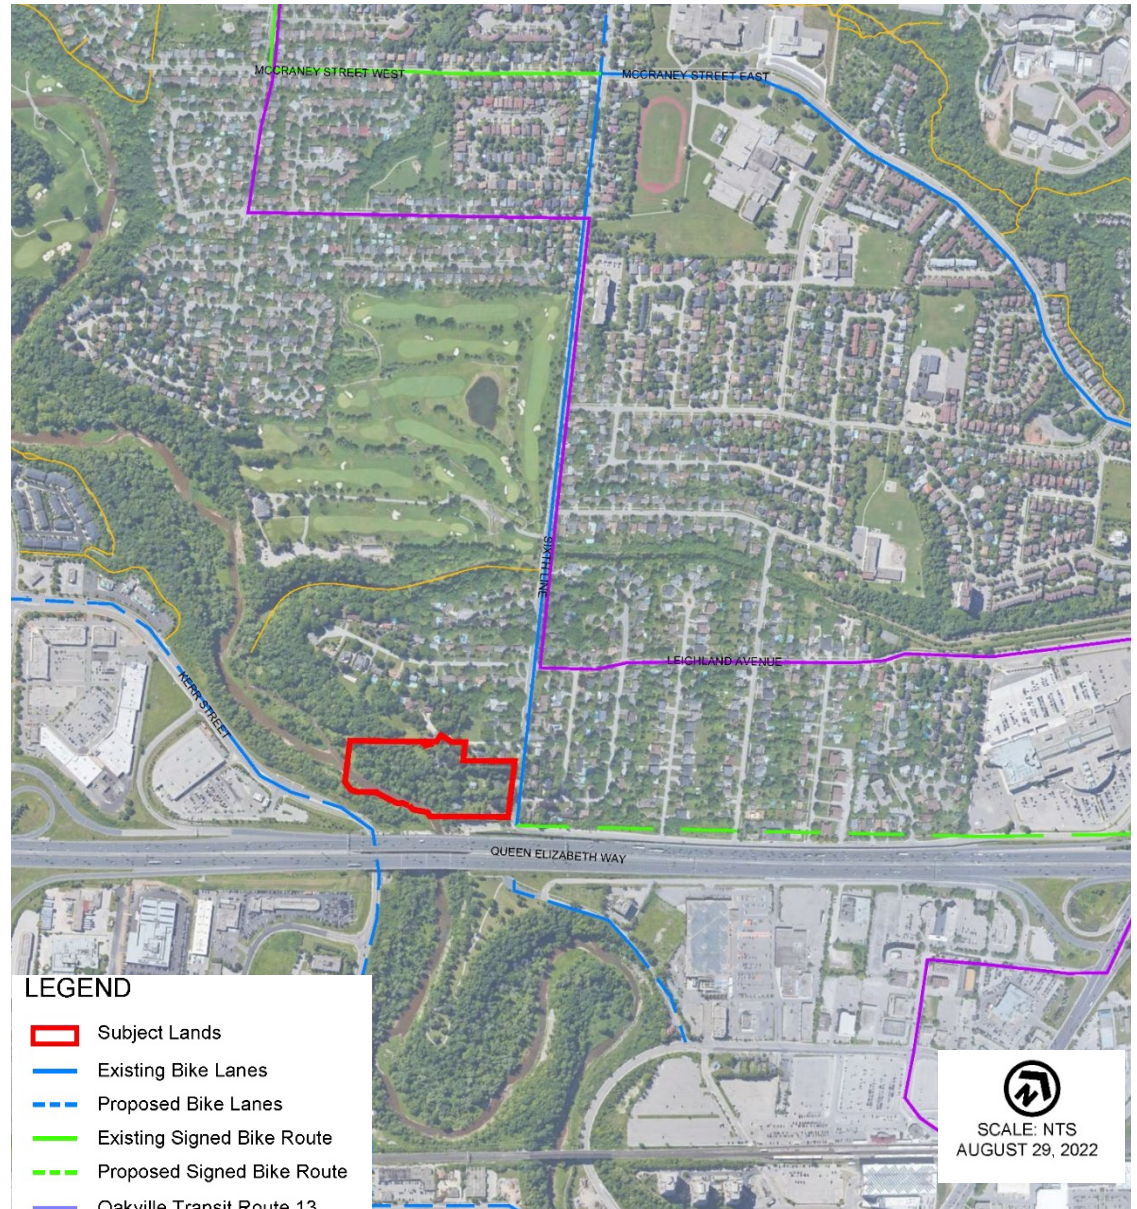 MCCRANEY STREET WEST
MCCRANEY STREET EAST
SIXTH LINE
LEICHLAND AVENUE
KERR STREET
QUEEN ELIZABETH WAY
LEGEND
Subject Lands
Existing Bike Lanes
Proposed Bike Lanes
Existing Signed Bike Route
Proposed Signed Bike Route
Oakville Transit Route 13
SCALE: NTS
AUGUST 29, 2022